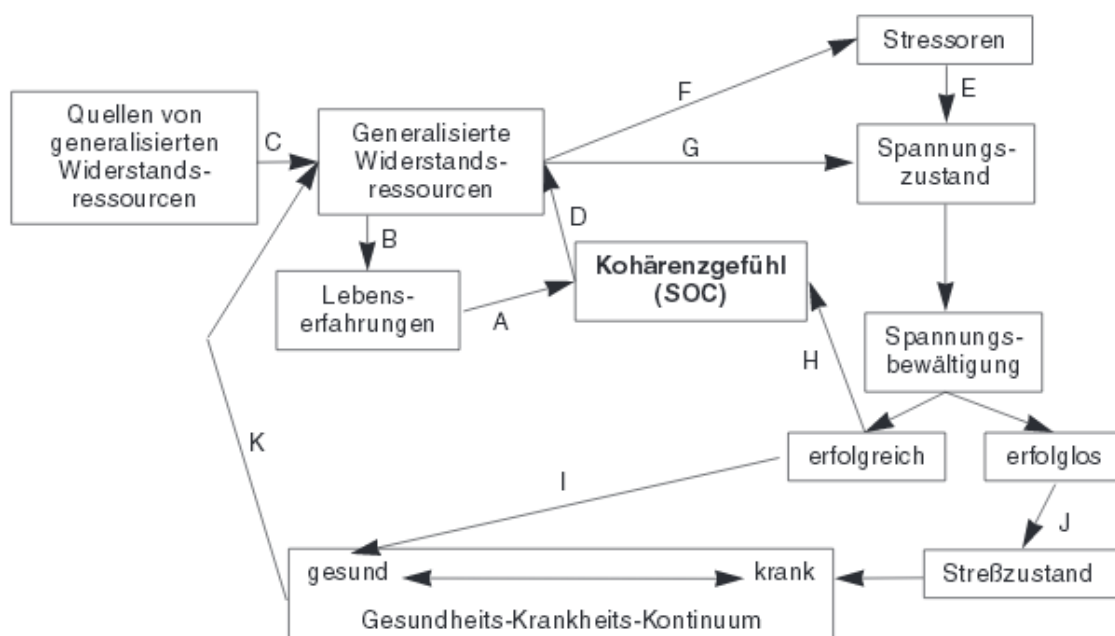 Stressoren
F
E
Quellen von
generalisierten
Widerstands-
ressourcen
C
Generalisierte
Widerstands-
ressourcen
G
Spannungs-
zustand
B
D
Lebens-
erfahrungen
A
Kohärenzgefühl
(SOC)
Spannungs-
bewältigung
H
K
erfolgreich
erfolglos
I
J
gesund
krank
Streßzustand
Gesundheits-Krankheits-Kontinuum